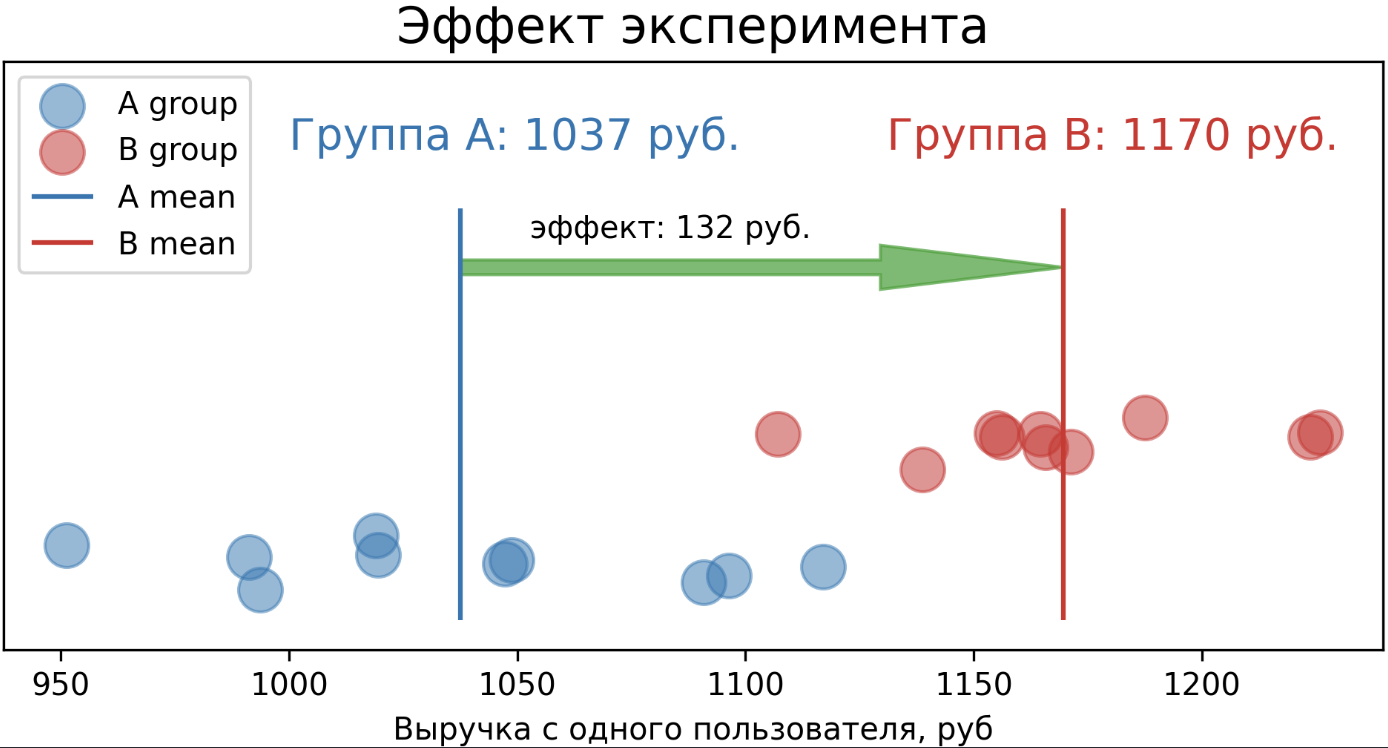 Эффект эксперимента
A group
B group
A mean
B mean
Группа A: 1037 руб.
Группа B: 1170 руб.
эффект: 132 руб.
950 1000 1050 1100 1150 1200
Выручка с одного пользователя, руб